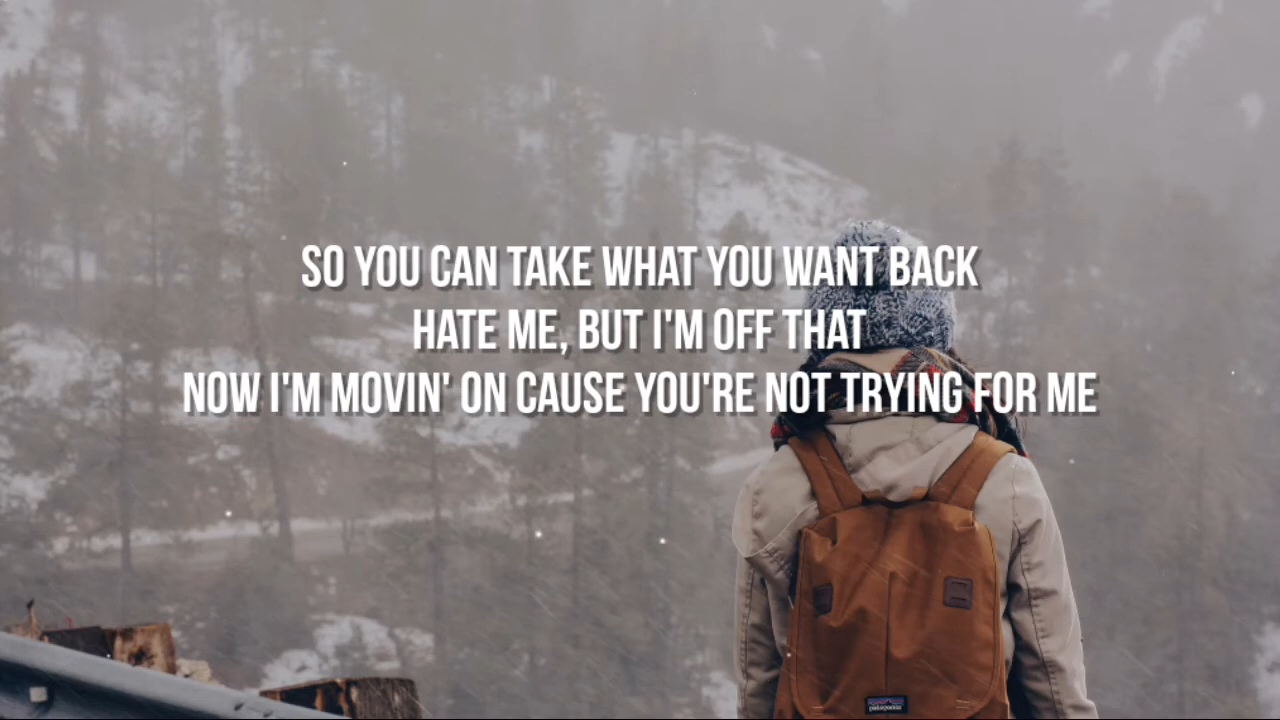 SO YOU CAN TAKE WHAT YOU WANT BACK
HATE ME, BUT I'M OFF THAT
NOW I'M MOVIN' ON CAUSE YOU'RE NOT TRYING FOR ME
patagonia